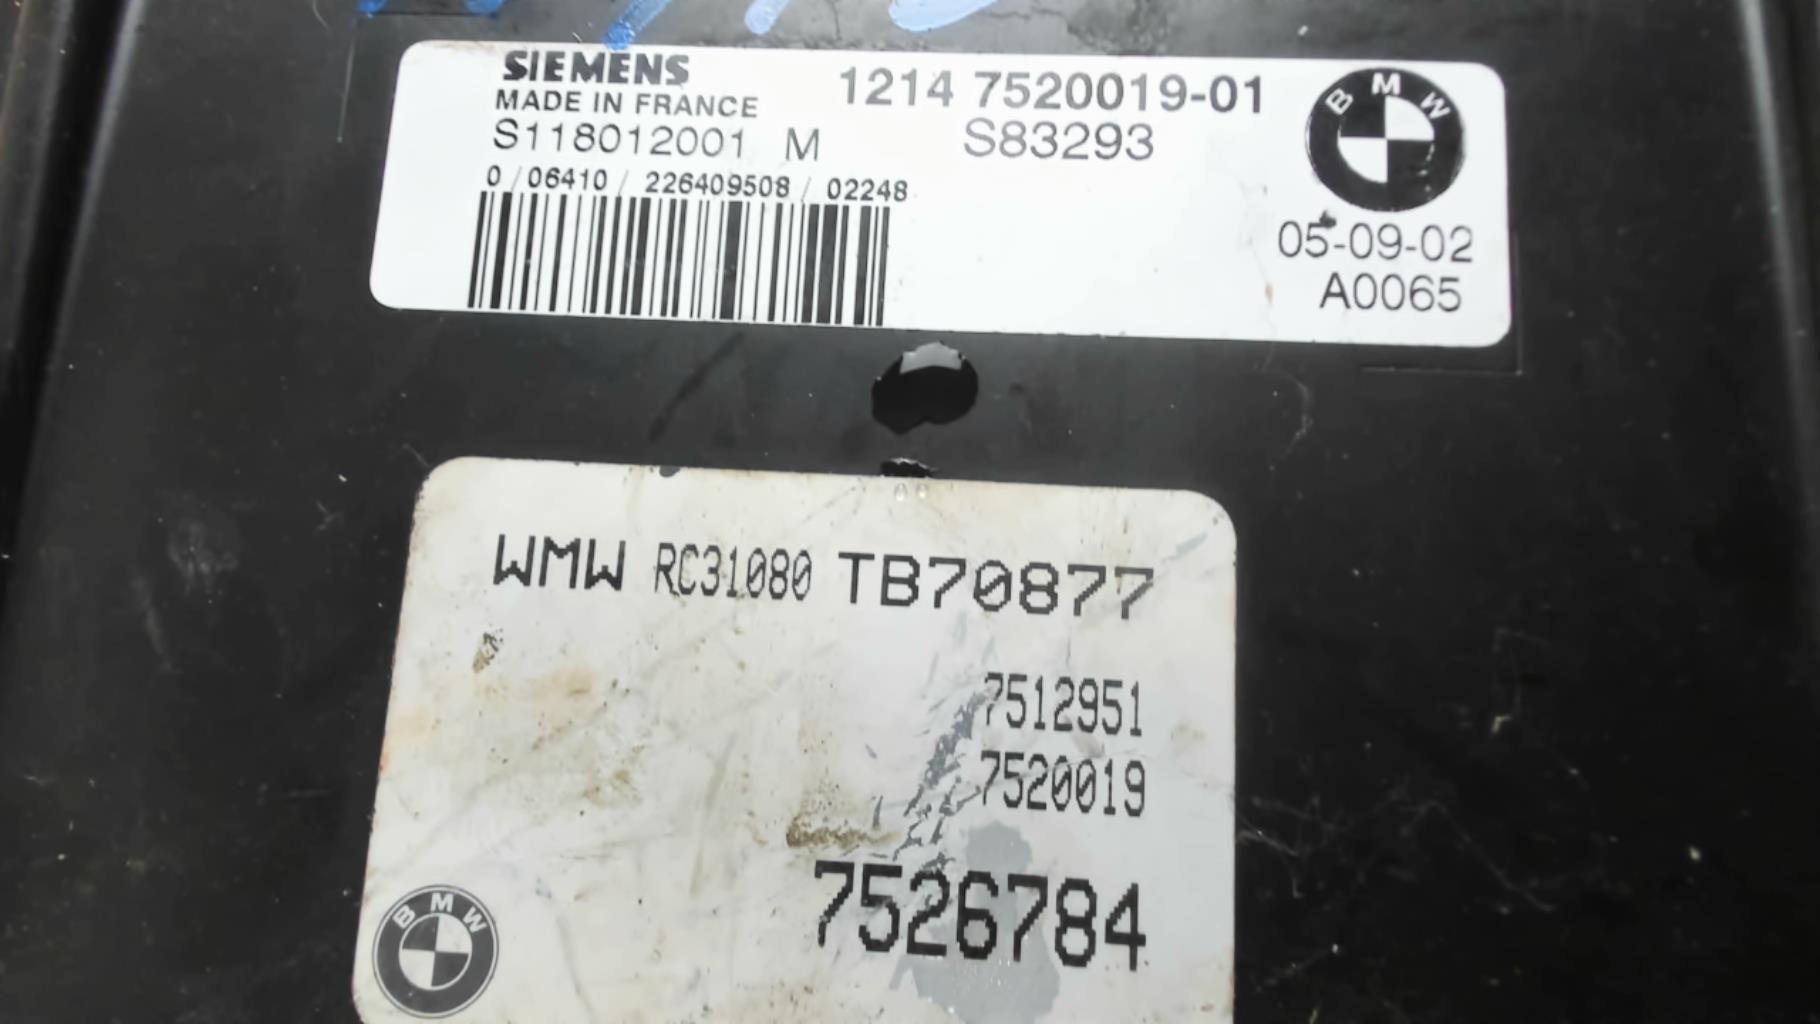 SIEMENS
MADE IN FRANCE
1214 7520019-01
S118012001 M
S83293
0 / 06410 / 226409508 / 02248
BMW
05-09-02
A0065
WMW RC31080 TB70877
7512951
7520019
7526784
BMW